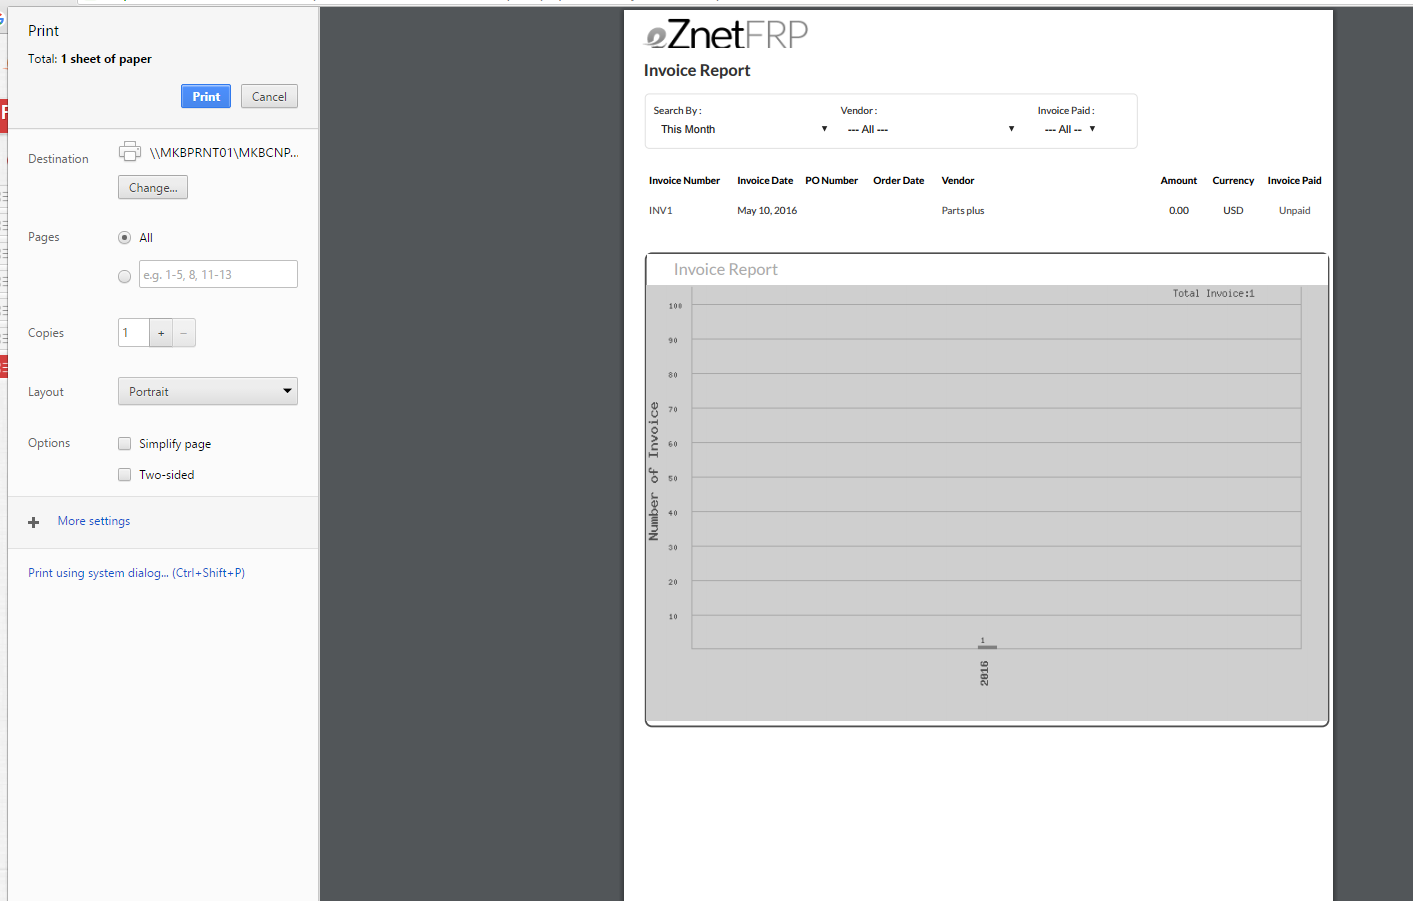 Print
Total: 1 sheet of paper
Print Cancel
Destination \\MKBPRNT01\MKBCNP...
Change...
Pages All
e.g. 1-5, 8, 11-13
Copies 1 + −
Layout Portrait
Options Simplify page
Two-sided
More settings
Print using system dialog... (Ctrl+Shift+P)
eZnetFRP
Invoice Report
Search By : Vendor : Invoice Paid :
This Month --- All --- --- All --
Invoice Number Invoice Date PO Number Order Date Vendor Amount Currency Invoice Paid
INV1 May 10, 2016 Parts plus 0.00 USD Unpaid
Invoice Report
Total Invoice:1
Number of Invoice
100
90
80
70
60
50
40
30
20
10
1
2016